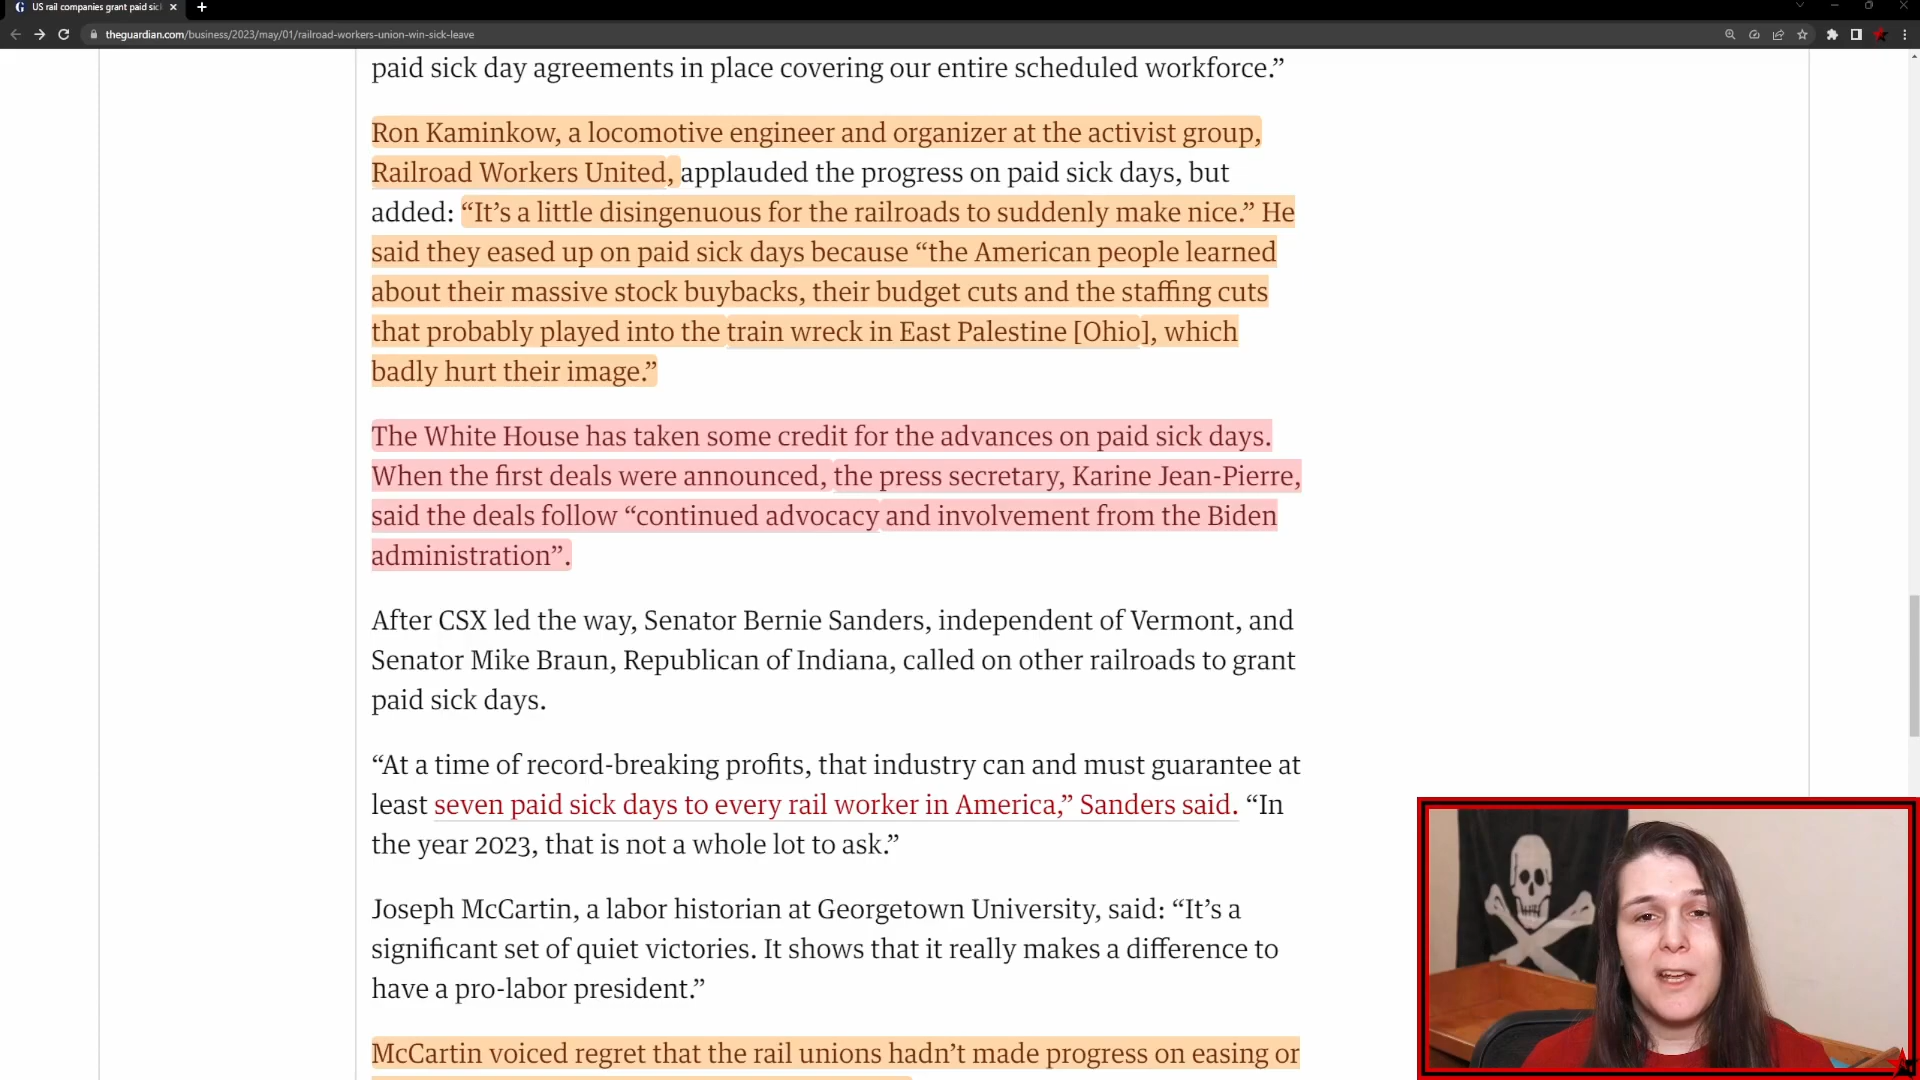 US rail companies grant paid sic
theguardian.com/business/2023/may/01/railroad-workers-union-win-sick-leave
paid sick day agreements in place covering our entire scheduled workforce.”
Ron Kaminkow, a locomotive engineer and organizer at the activist group,
Railroad Workers United, applauded the progress on paid sick days, but
added: “It’s a little disingenuous for the railroads to suddenly make nice.” He
said they eased up on paid sick days because “the American people learned
about their massive stock buybacks, their budget cuts and the staffing cuts
that probably played into the train wreck in East Palestine [Ohio], which
badly hurt their image.”
The White House has taken some credit for the advances on paid sick days.
When the first deals were announced, the press secretary, Karine Jean-Pierre,
said the deals follow “continued advocacy and involvement from the Biden
administration”.
After CSX led the way, Senator Bernie Sanders, independent of Vermont, and
Senator Mike Braun, Republican of Indiana, called on other railroads to grant
paid sick days.
“At a time of record-breaking profits, that industry can and must guarantee at
least seven paid sick days to every rail worker in America,” Sanders said. “In
the year 2023, that is not a whole lot to ask.”
Joseph McCartin, a labor historian at Georgetown University, said: “It’s a
significant set of quiet victories. It shows that it really makes a difference to
have a pro-labor president.”
McCartin voiced regret that the rail unions hadn’t made progress on easing or